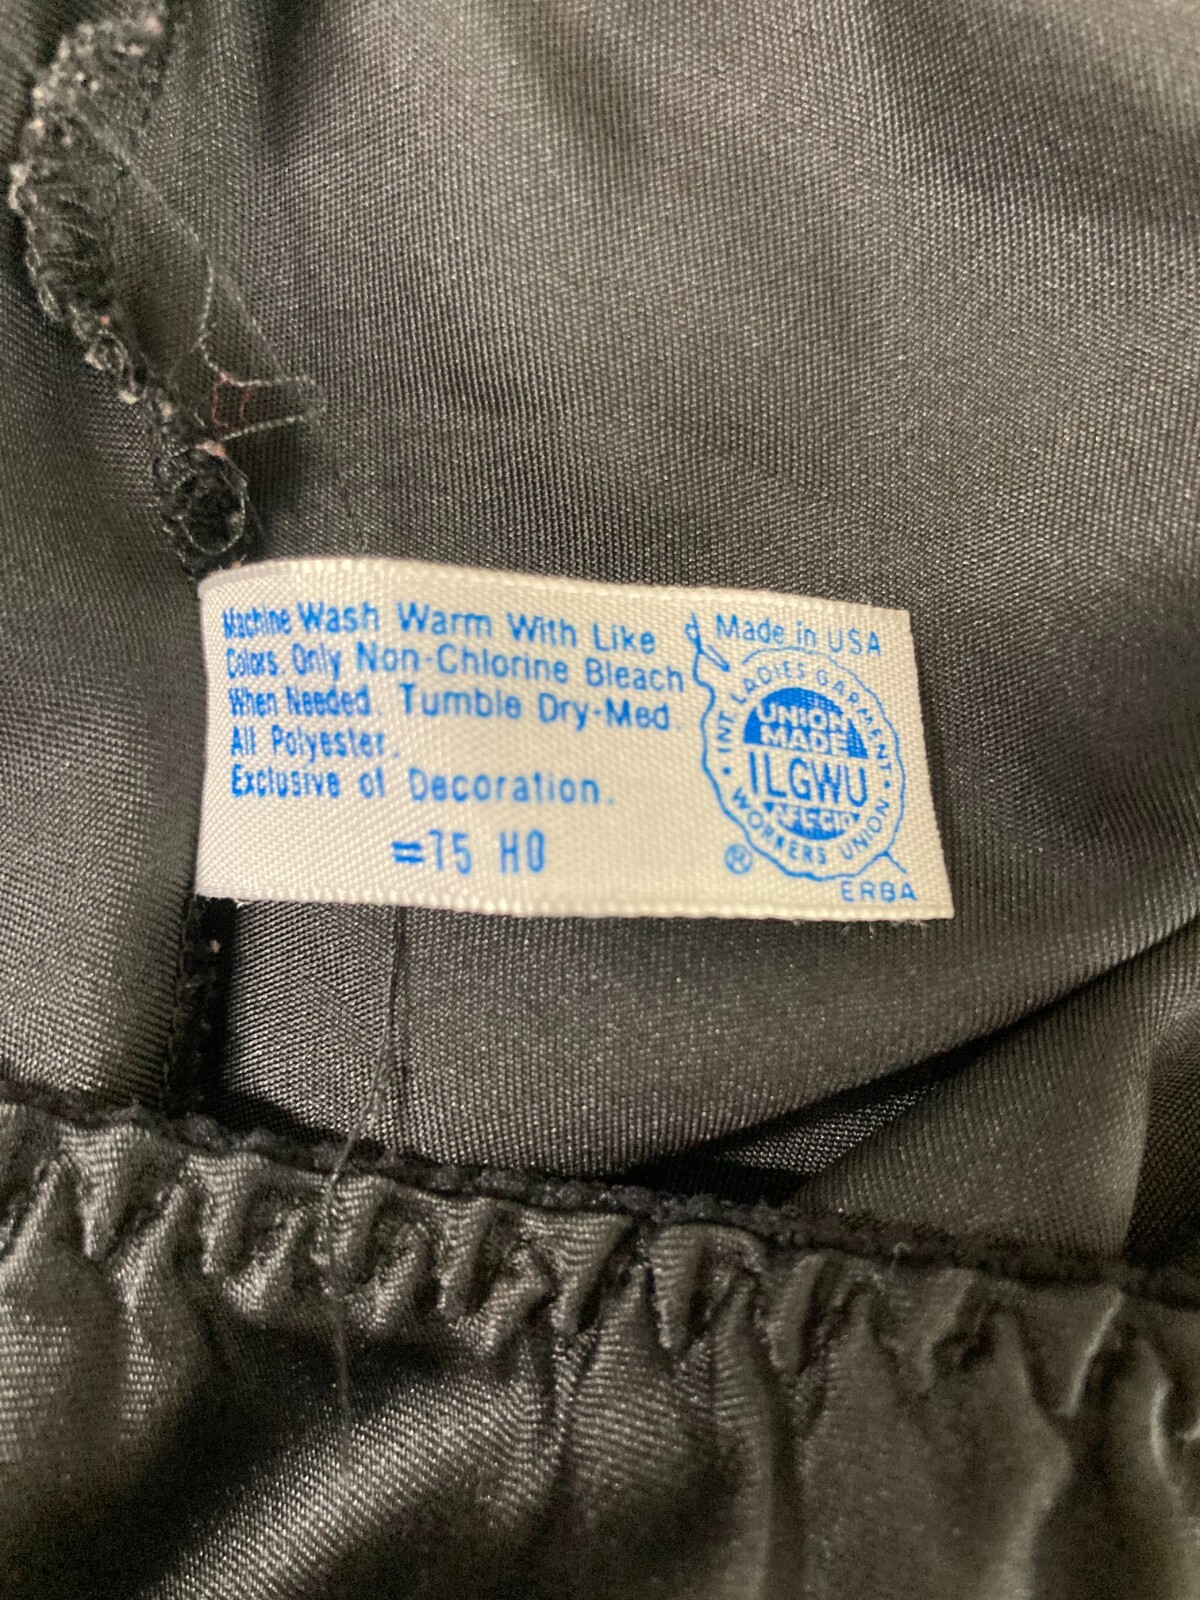 Machine Wash Warm With Like
Colors. Only Non-Chlorine Bleach
When Needed. Tumble Dry-Med.
All Polyester.
Exclusive of Decoration.
=15 HO
Made in USA
INT. LADIES GARMENT
UNION
MADE
ILGWU
AFL-CIO
WORKERS UNION
®
ERBA